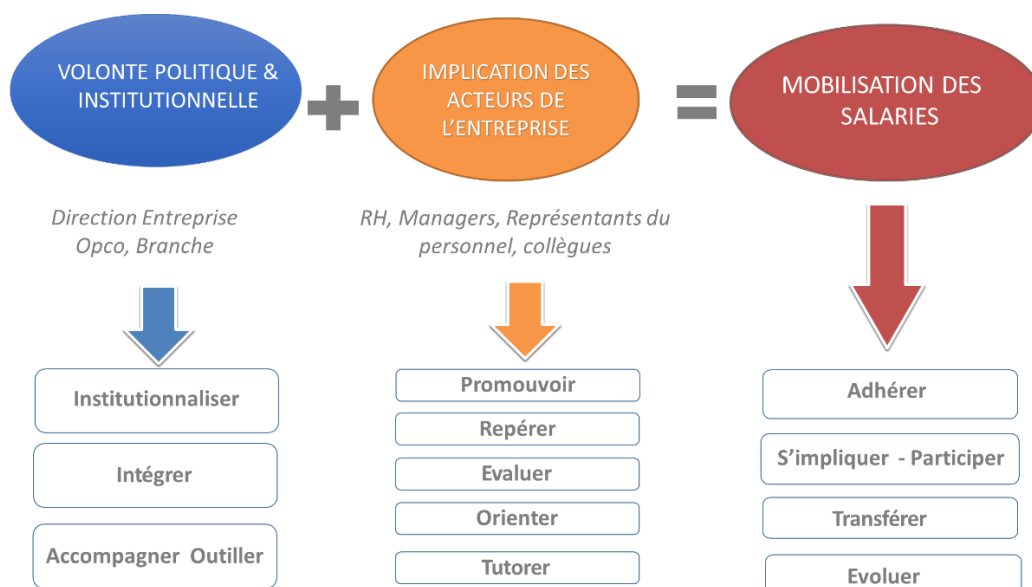 VOLONTE POLITIQUE &
INSTITUTIONNELLE
+
IMPLICATION DES
ACTEURS DE
L'ENTREPRISE
=
MOBILISATION DES
SALARIES
Direction Entreprise
Opco, Branche
RH, Managers, Représentants du
personnel, collègues
Institutionnaliser
Intégrer
Accompagner Outiller
Promouvoir
Repérer
Evaluer
Orienter
Tutorer
Adhérer
S'impliquer - Participer
Transférer
Evoluer